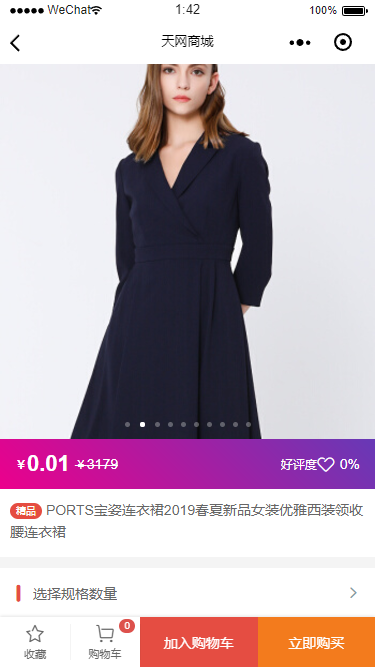 WeChat 1:42 100%
天网商城
¥0.01 ¥3179 好评度 0%
精品 PORTS宝姿连衣裙2019春夏新品女装优雅西装领收
腰连衣裙
选择规格数量
收藏 购物车 0 加入购物车 立即购买